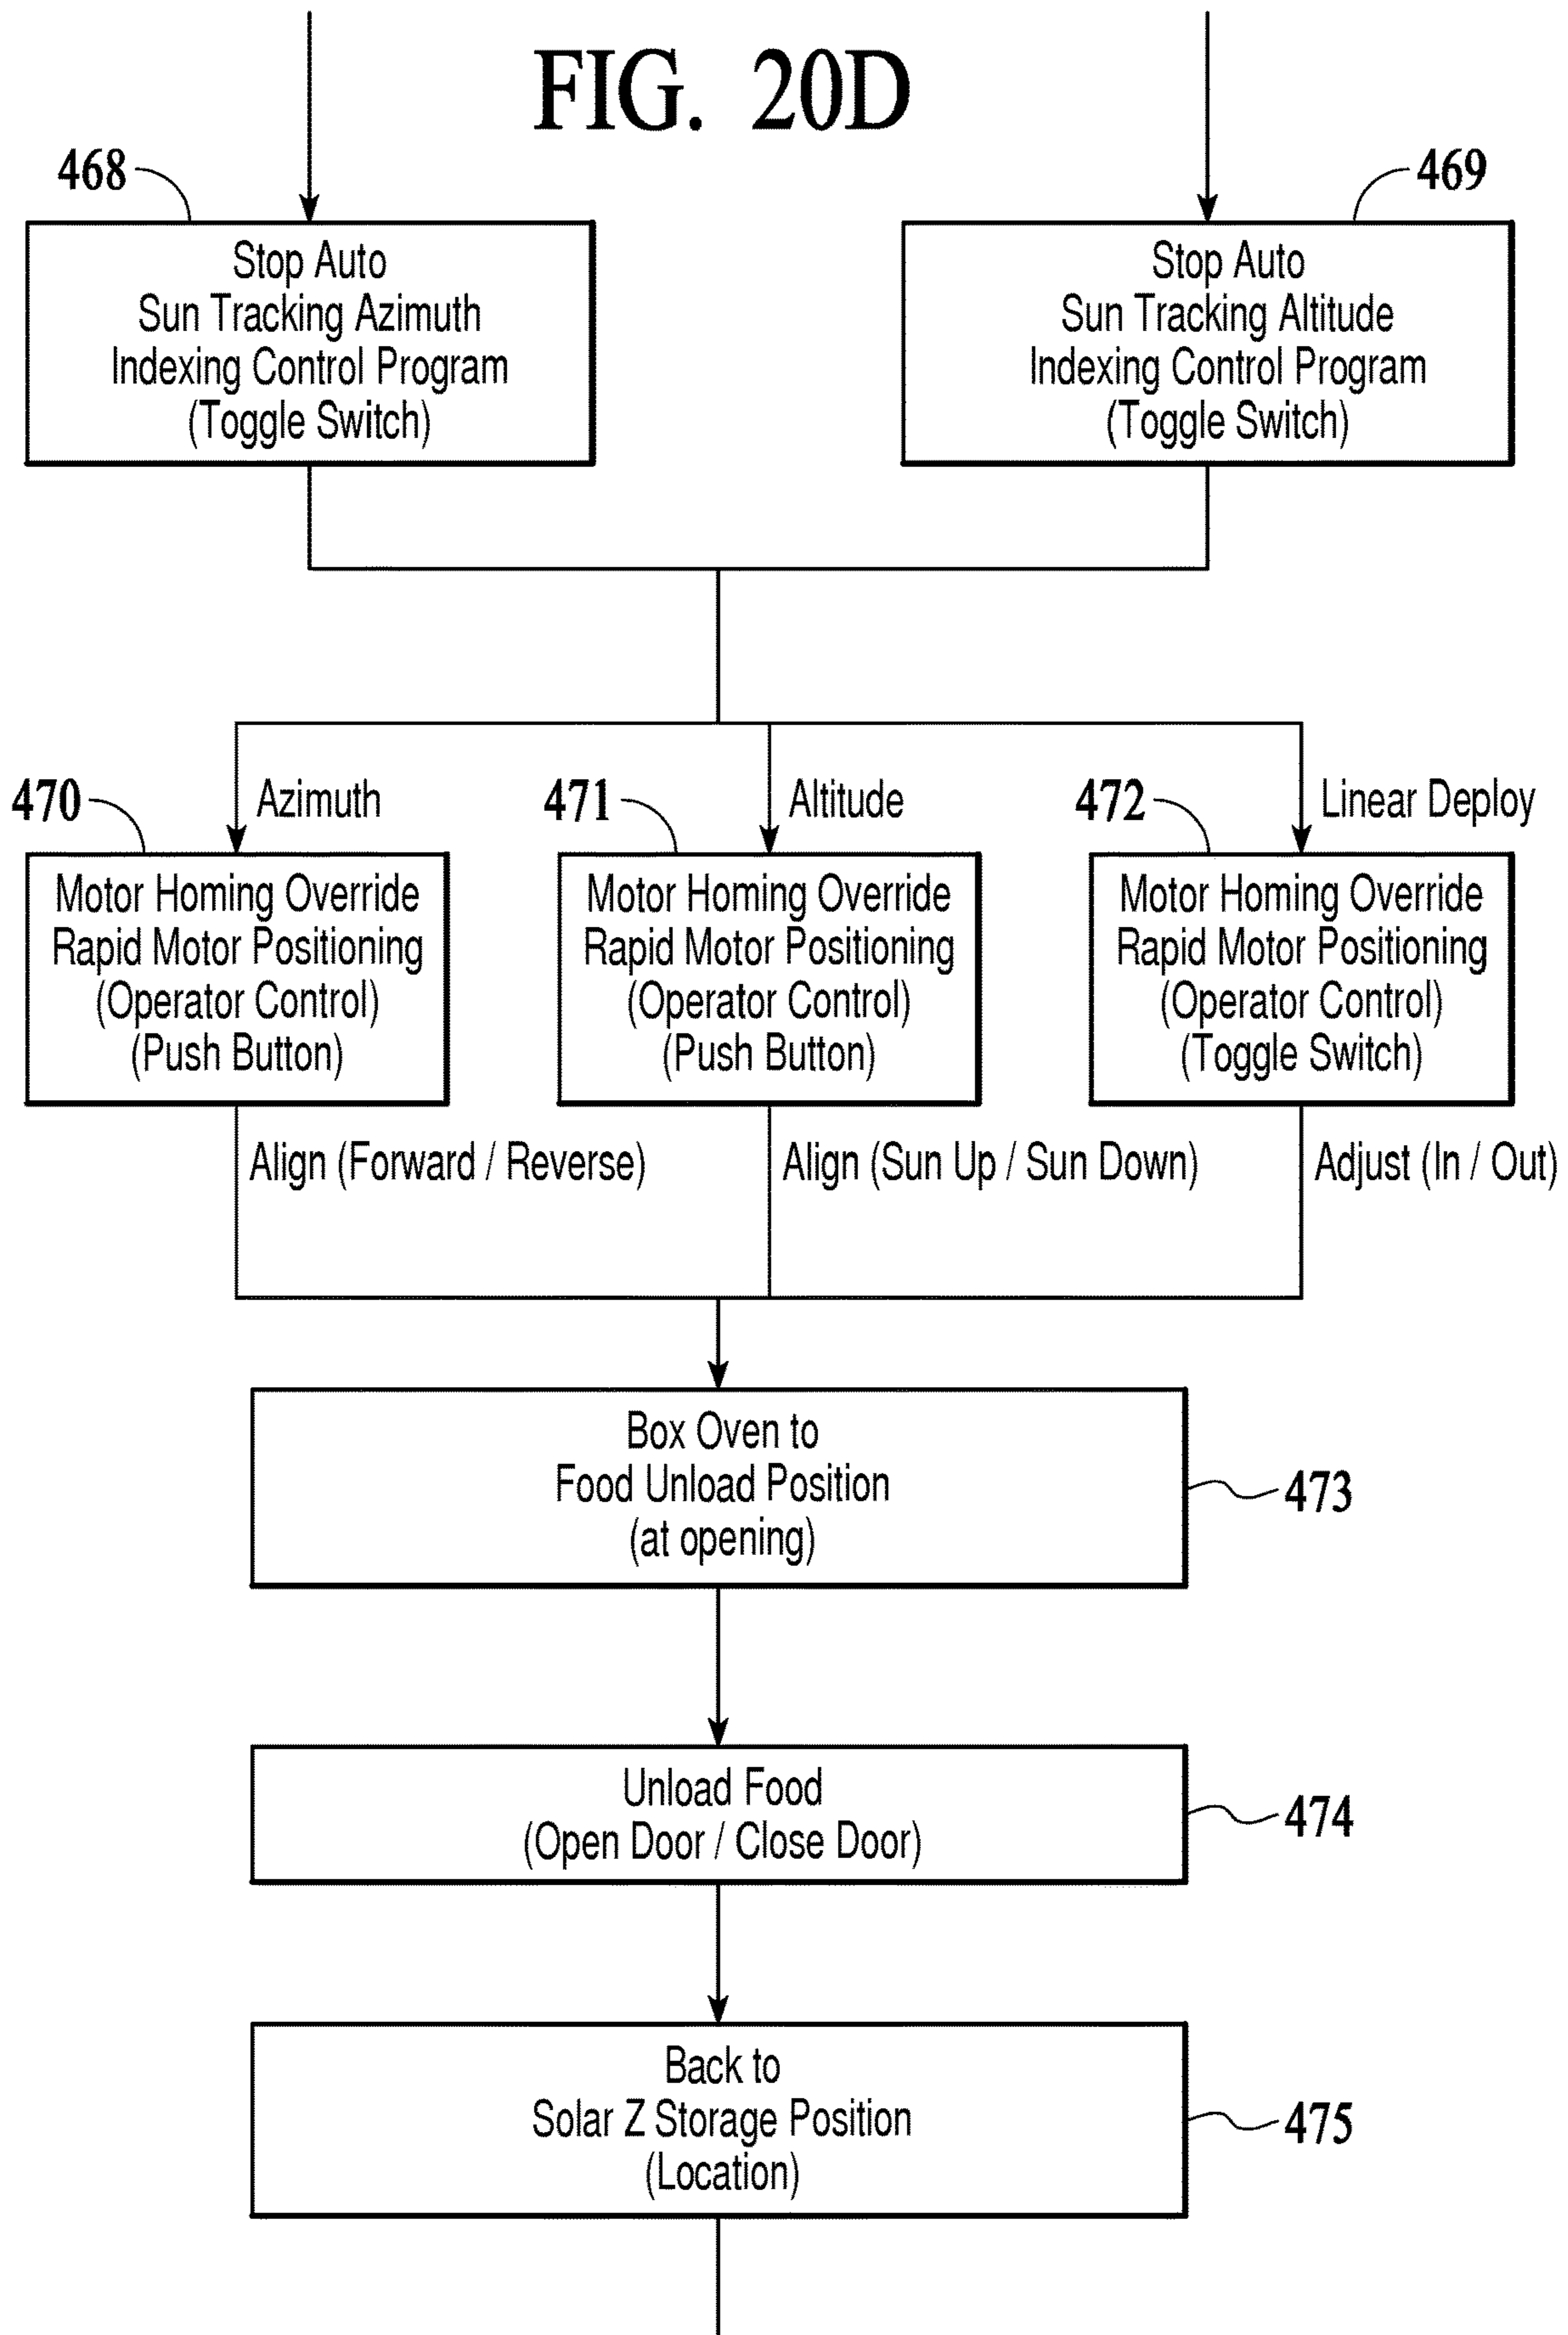 FIG. 20D
468
Stop Auto
Sun Tracking Azimuth
Indexing Control Program
(Toggle Switch)
469
Stop Auto
Sun Tracking Altitude
Indexing Control Program
(Toggle Switch)
470
Azimuth
Motor Homing Override
Rapid Motor Positioning
(Operator Control)
(Push Button)
Align (Forward / Reverse)
471
Altitude
Motor Homing Override
Rapid Motor Positioning
(Operator Control)
(Push Button)
Align (Sun Up / Sun Down)
472
Linear Deploy
Motor Homing Override
Rapid Motor Positioning
(Operator Control)
(Toggle Switch)
Adjust (In / Out)
Box Oven to
Food Unload Position
(at opening)
473
Unload Food
(Open Door / Close Door)
474
Back to
Solar Z Storage Position
(Location)
475